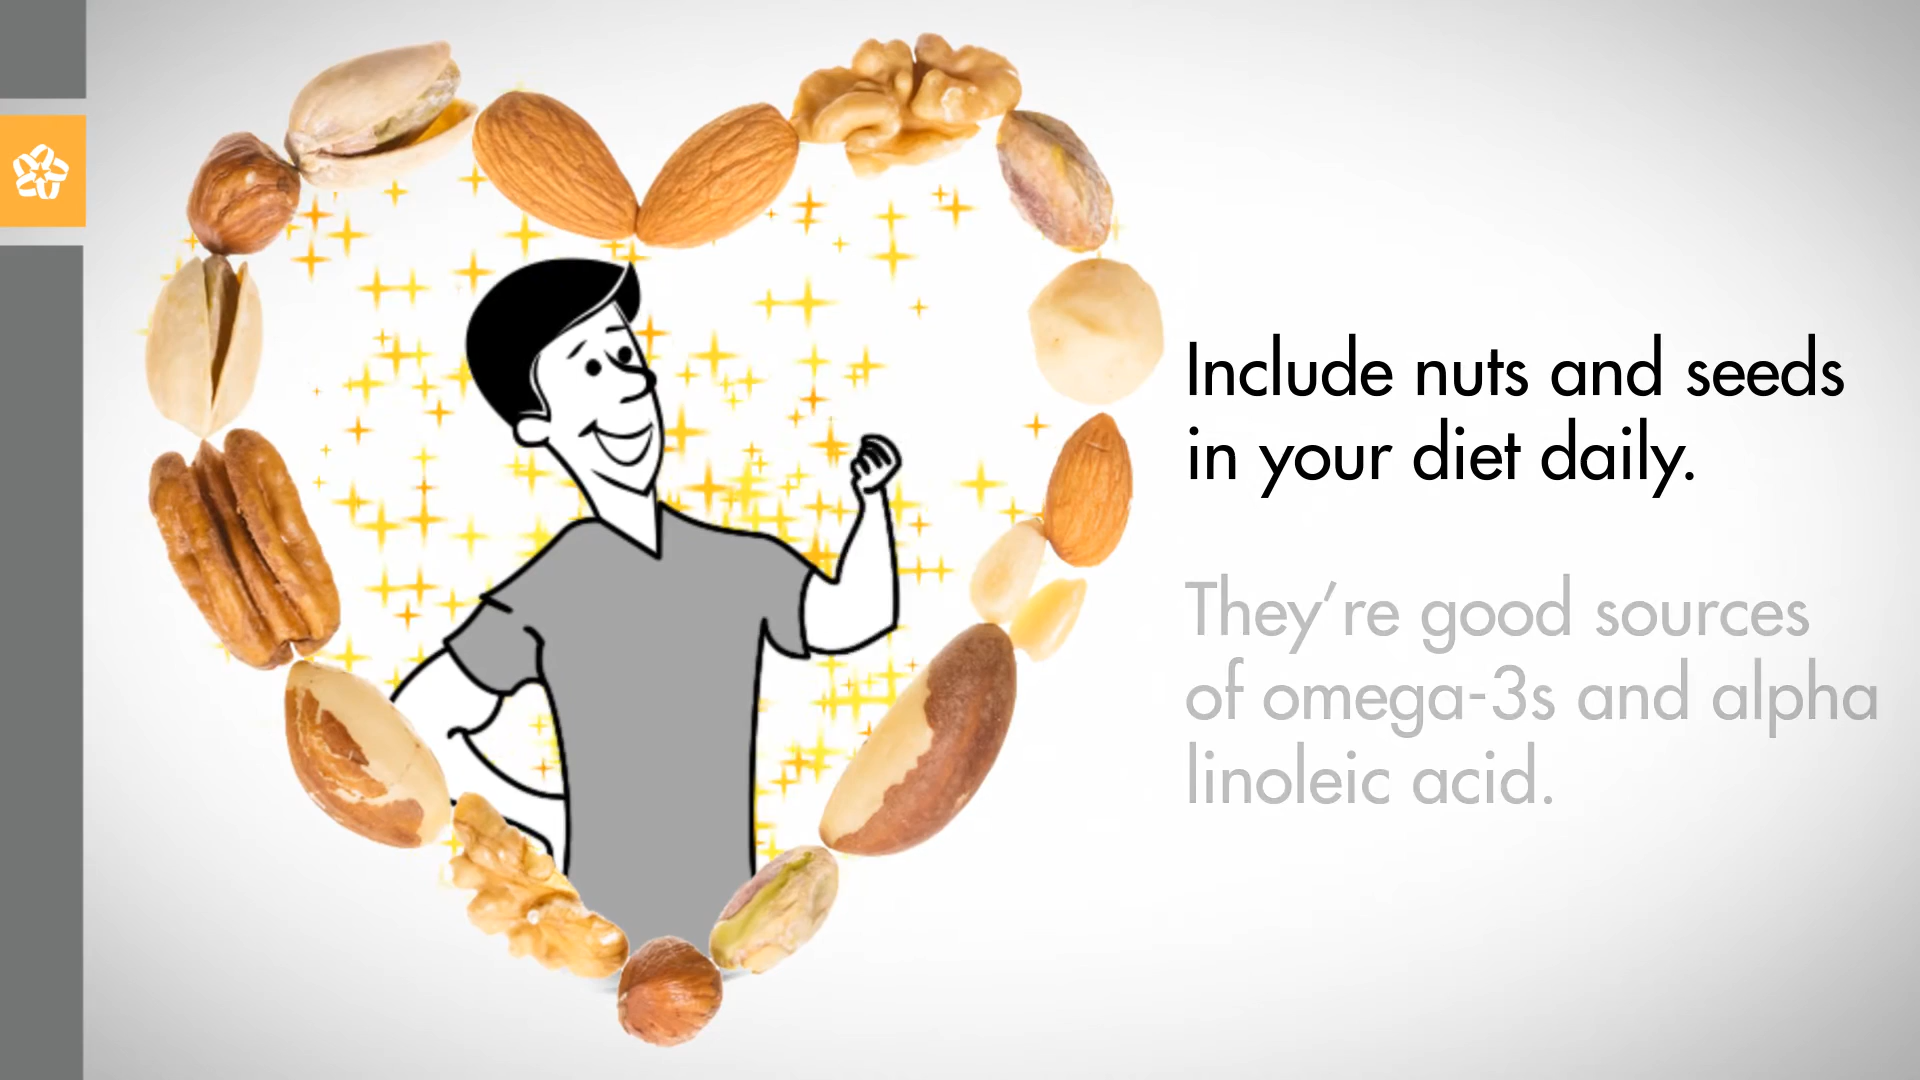 Include nuts and seeds
in your diet daily.
They're good sources
of omega-3s and alpha
linoleic acid.